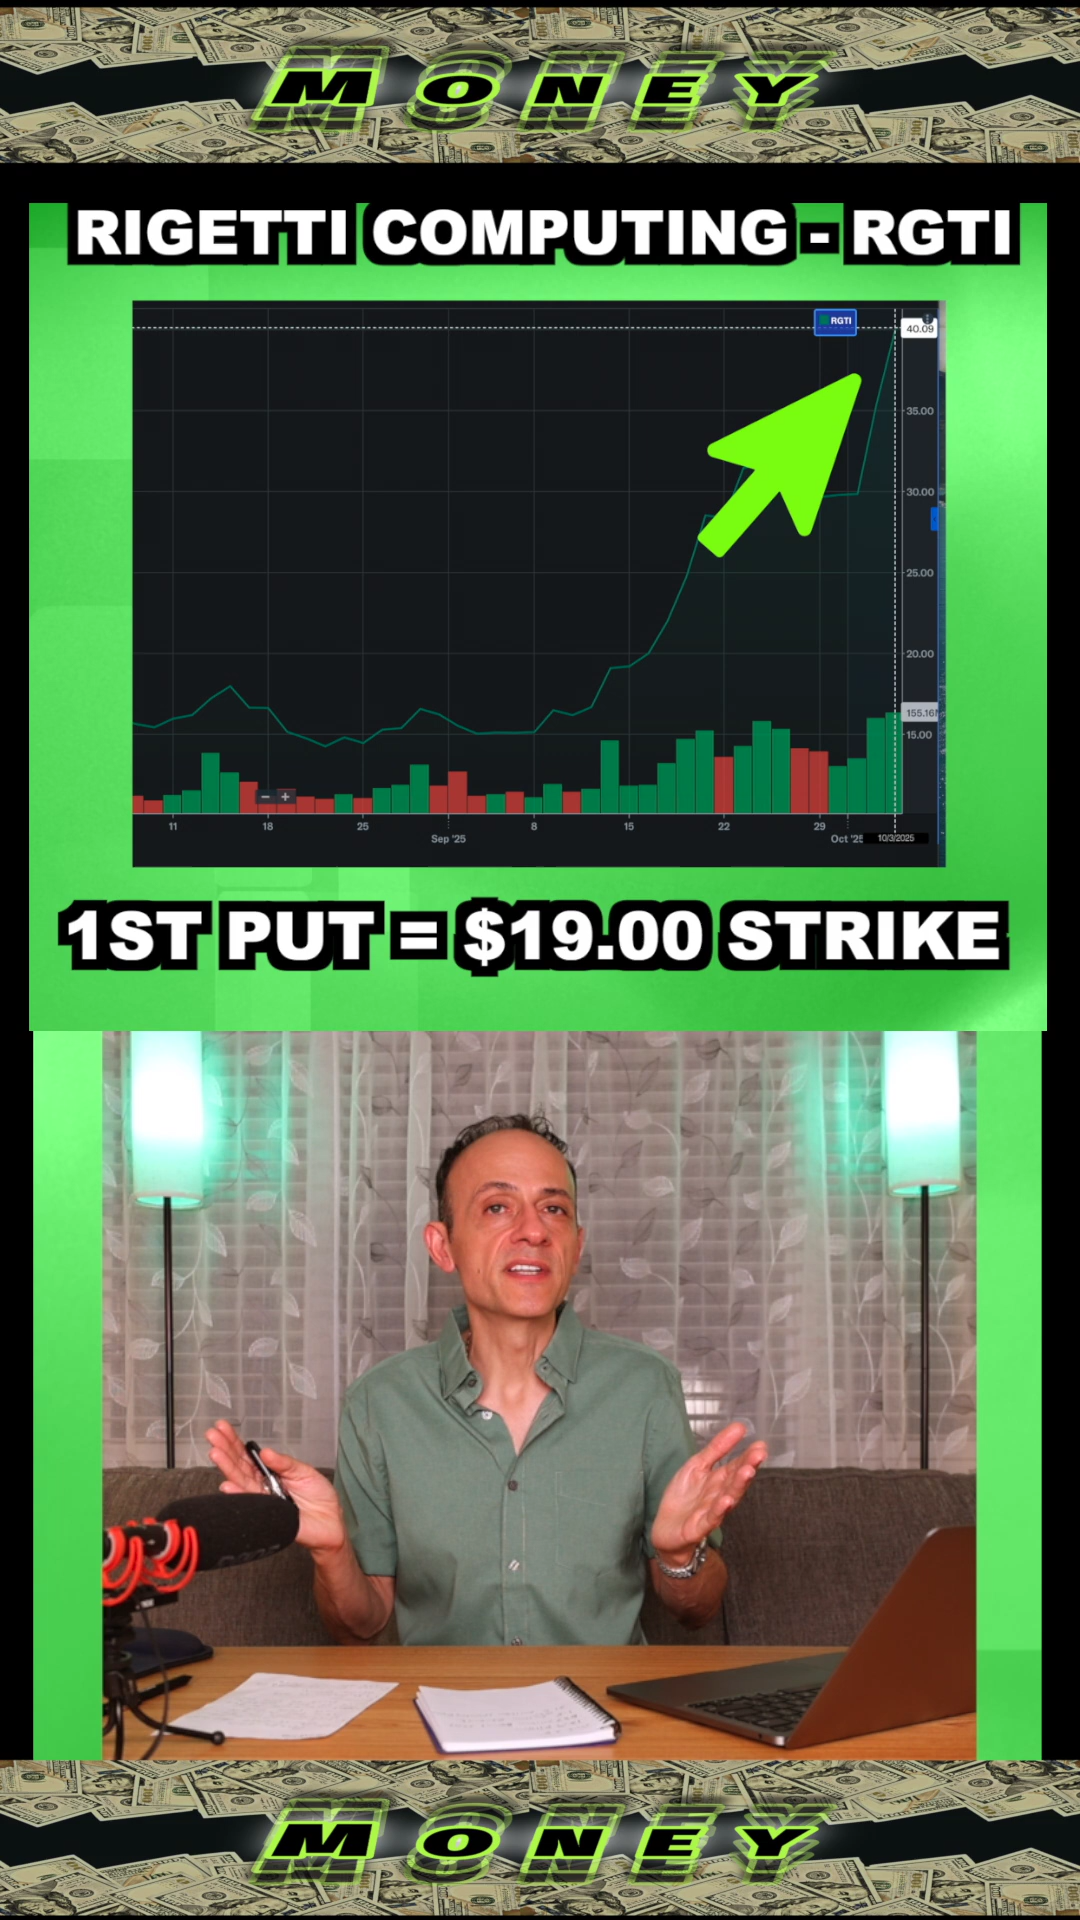 MONEY
RIGETTI COMPUTING - RGTI
RGTI
40.09
35.00
30.00
25.00
20.00
155.16
15.00
11 18 25 8 15 22 29
Sep '25 Oct '25 10/3/2025
1ST PUT = $19.00 STRIKE
MONEY